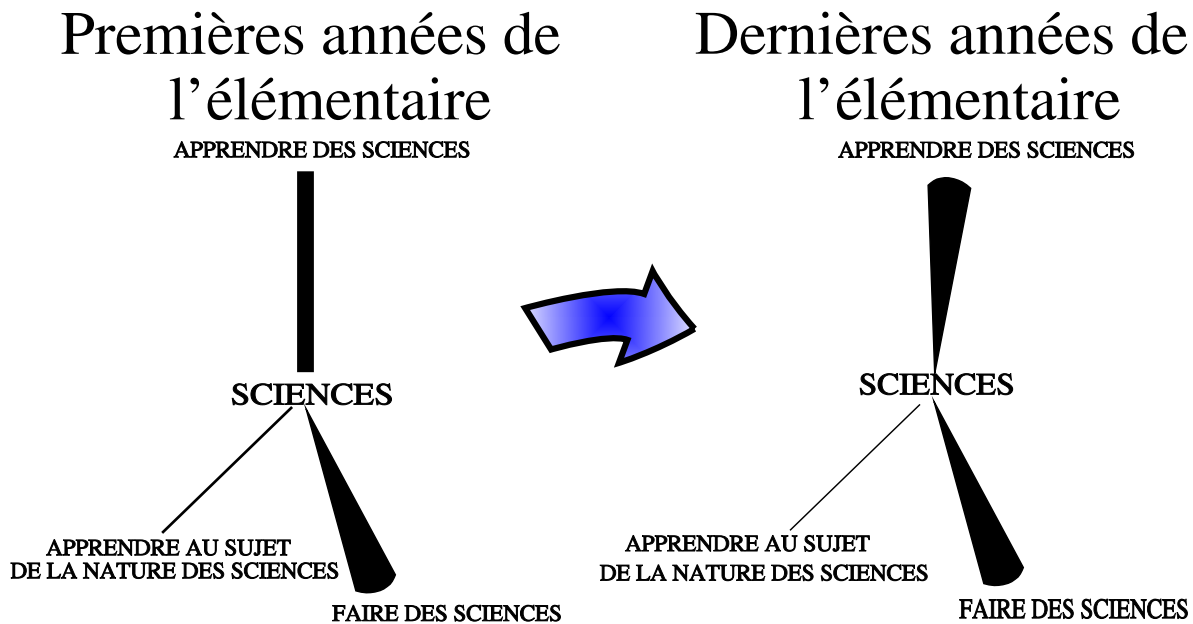 Premières années de
l’élémentaire
APPRENDRE DES SCIENCES
SCIENCES
APPRENDRE AU SUJET
DE LA NATURE DES SCIENCES
FAIRE DES SCIENCES
Dernières années de
l’élémentaire
APPRENDRE DES SCIENCES
SCIENCES
APPRENDRE AU SUJET
DE LA NATURE DES SCIENCES
FAIRE DES SCIENCES